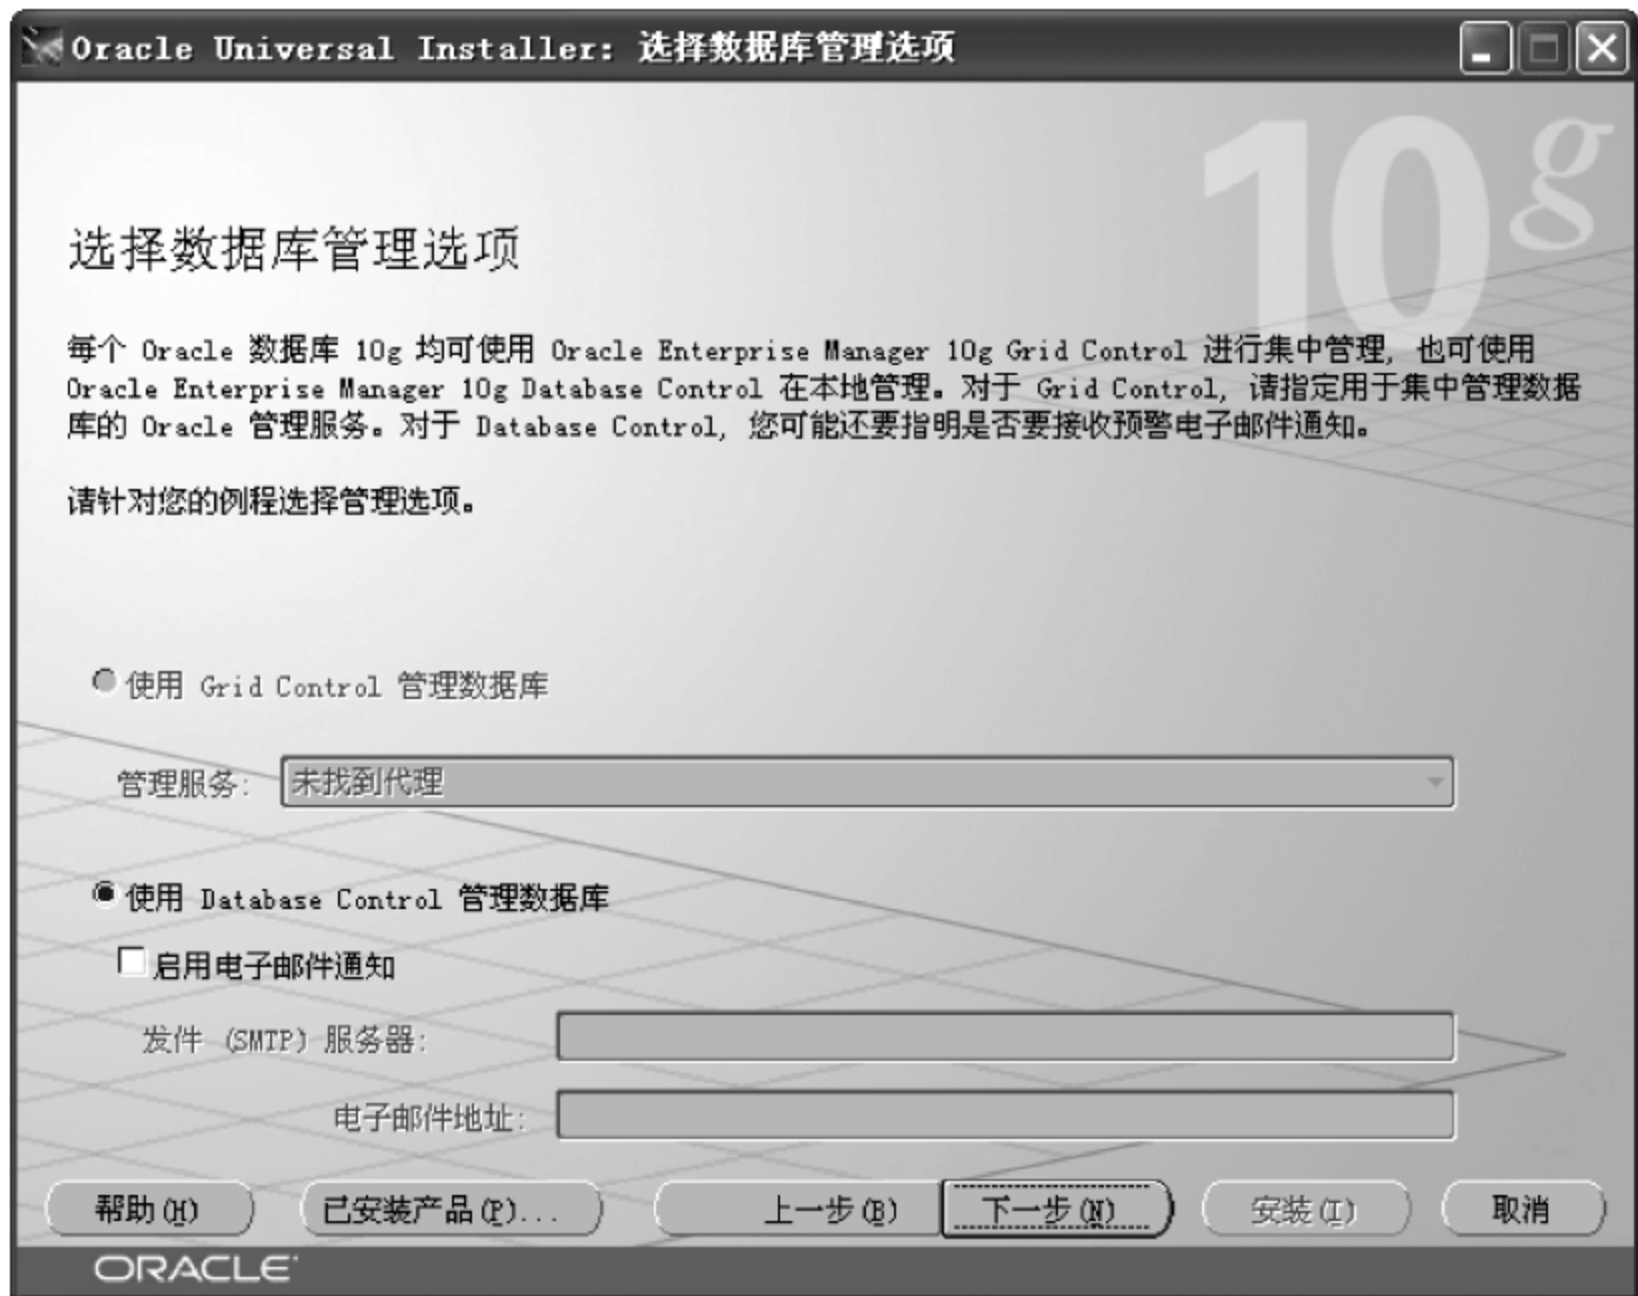 Oracle Universal Installer: 选择数据库管理选项
10g
选择数据库管理选项
每个 Oracle 数据库 10g 均可使用 Oracle Enterprise Manager 10g Grid Control 进行集中管理, 也可使用
Oracle Enterprise Manager 10g Database Control 在本地管理。对于 Grid Control, 请指定用于集中管理数据
库的 Oracle 管理服务。对于 Database Control, 您可能还要指明是否要接收预警电子邮件通知。
请针对您的例程选择管理选项。
使用 Grid Control 管理数据库
管理服务: 未找到代理
使用 Database Control 管理数据库
启用电子邮件通知
发件 (SMTP) 服务器:
电子邮件地址:
帮助(H) 已安装产品(P)... 上一步(B) 下一步(N) 安装(I) 取消
ORACLE